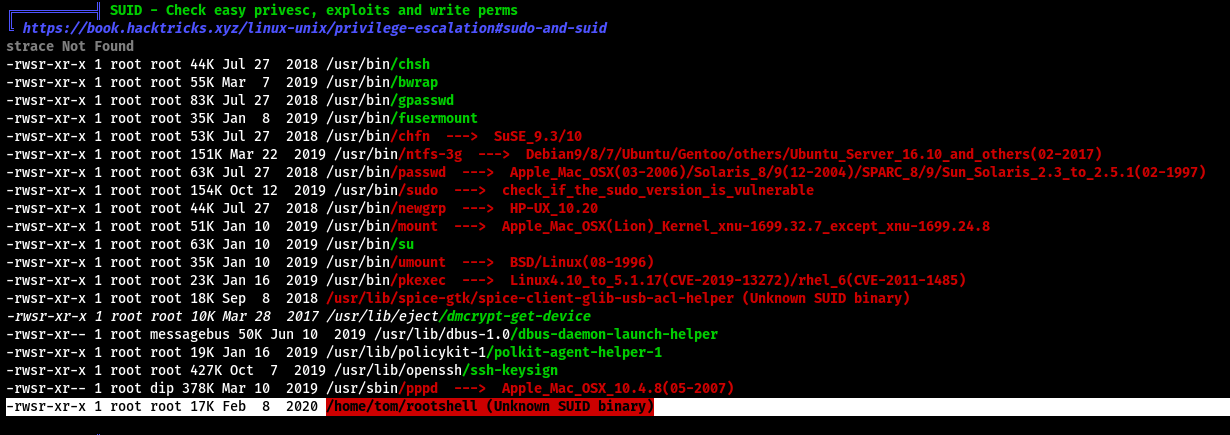 ╔══════════╣ SUID - Check easy privesc, exploits and write perms
╚ https://book.hacktricks.xyz/linux-unix/privilege-escalation#sudo-and-suid
strace Not Found
-rwsr-xr-x 1 root root 44K Jul 27  2018 /usr/bin/chsh
-rwsr-xr-x 1 root root 55K Mar  7  2019 /usr/bin/bwrap
-rwsr-xr-x 1 root root 83K Jul 27  2018 /usr/bin/gpasswd
-rwsr-xr-x 1 root root 35K Jan  8  2019 /usr/bin/fusermount
-rwsr-xr-x 1 root root 53K Jul 27  2018 /usr/bin/chfn  --->  SuSE_9.3/10
-rwsr-xr-x 1 root root 151K Mar 22  2019 /usr/bin/ntfs-3g  --->  Debian9/8/7/Ubuntu/Gentoo/others/Ubuntu_Server_16.10_and_others(02-2017)
-rwsr-xr-x 1 root root 63K Jul 27  2018 /usr/bin/passwd  --->  Apple_Mac_OSX(03-2006)/Solaris_8/9(12-2004)/SPARC_8/9/Sun_Solaris_2.3_to_2.5.1(02-1997)
-rwsr-xr-x 1 root root 154K Oct 12  2019 /usr/bin/sudo  --->  check_if_the_sudo_version_is_vulnerable
-rwsr-xr-x 1 root root 44K Jul 27  2018 /usr/bin/newgrp  --->  HP-UX_10.20
-rwsr-xr-x 1 root root 51K Jan 10  2019 /usr/bin/mount  --->  Apple_Mac_OSX(Lion)_Kernel_xnu-1699.32.7_except_xnu-1699.24.8
-rwsr-xr-x 1 root root 63K Jan 10  2019 /usr/bin/su
-rwsr-xr-x 1 root root 35K Jan 10  2019 /usr/bin/umount  --->  BSD/Linux(08-1996)
-rwsr-xr-x 1 root root 23K Jan 16  2019 /usr/bin/pkexec  --->  Linux4.10_to_5.1.17(CVE-2019-13272)/rhel_6(CVE-2011-1485)
-rwsr-xr-x 1 root root 18K Sep  8  2018 /usr/lib/spice-gtk/spice-client-glib-usb-acl-helper (Unknown SUID binary)
-rwsr-xr-x 1 root root 10K Mar 28  2017 /usr/lib/eject/dmcrypt-get-device
-rwsr-xr-- 1 root messagebus 50K Jun 10  2019 /usr/lib/dbus-1.0/dbus-daemon-launch-helper
-rwsr-xr-x 1 root root 19K Jan 16  2019 /usr/lib/policykit-1/polkit-agent-helper-1
-rwsr-xr-x 1 root root 427K Oct  7  2019 /usr/lib/openssh/ssh-keysign
-rwsr-xr-- 1 root dip 378K Mar 10  2019 /usr/sbin/pppd  --->  Apple_Mac_OSX_10.4.8(05-2007)
-rwsr-xr-x 1 root root 17K Feb  8  2020 /home/tom/rootshell (Unknown SUID binary)